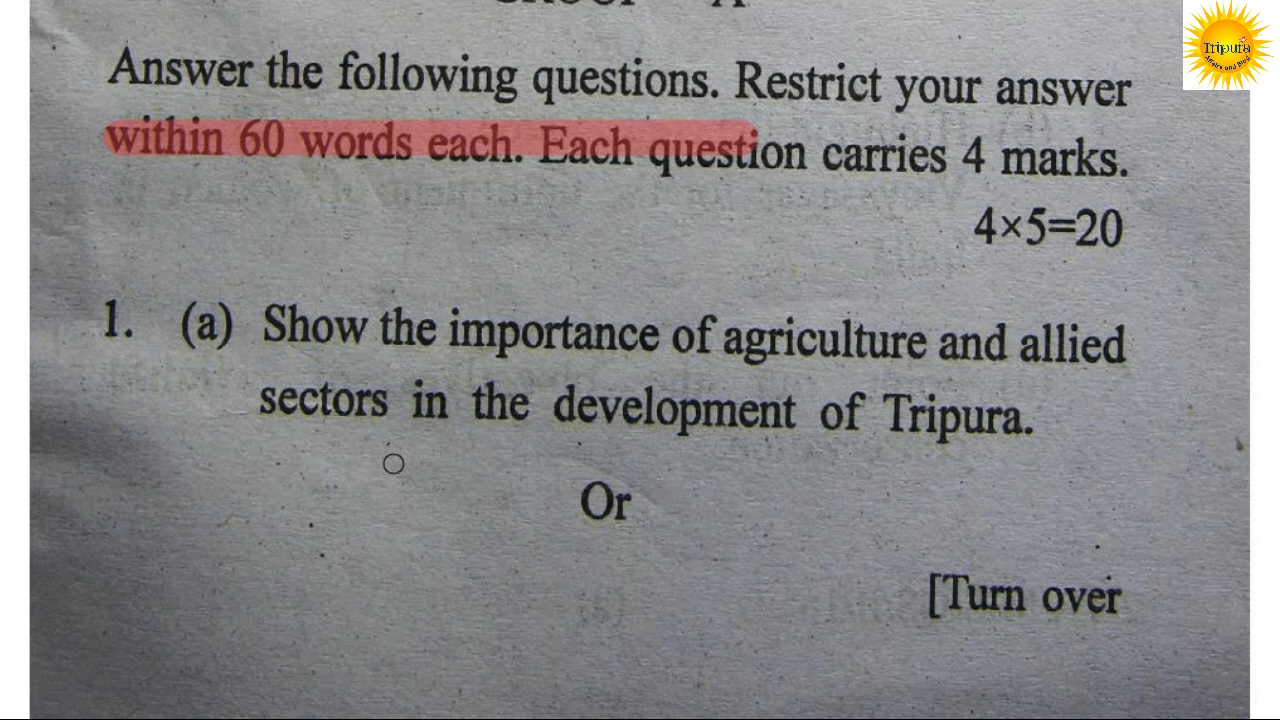 Tripura
Answer the following questions. Restrict your answer
within 60 words each. Each question carries 4 marks.
4×5=20
1. (a) Show the importance of agriculture and allied
sectors in the development of Tripura.
Or
[Turn over